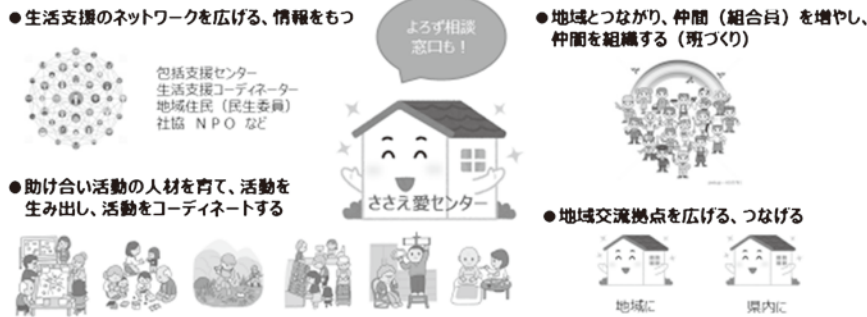 ●生活支援のネットワークを広げる、情報をもつ
包括支援センター
生活支援コーディネーター
地域住民（民生委員）
社協　ＮＰＯ　など
●助け合い活動の人材を育て、活動を
生み出し、活動をコーディネートする
よろず相談
窓口も！
ささえ愛センター
●地域とつながり、仲間（組合員）を増やし、
仲間を組織する（班づくり）
●地域交流拠点を広げる、つなげる
地域に
県内に